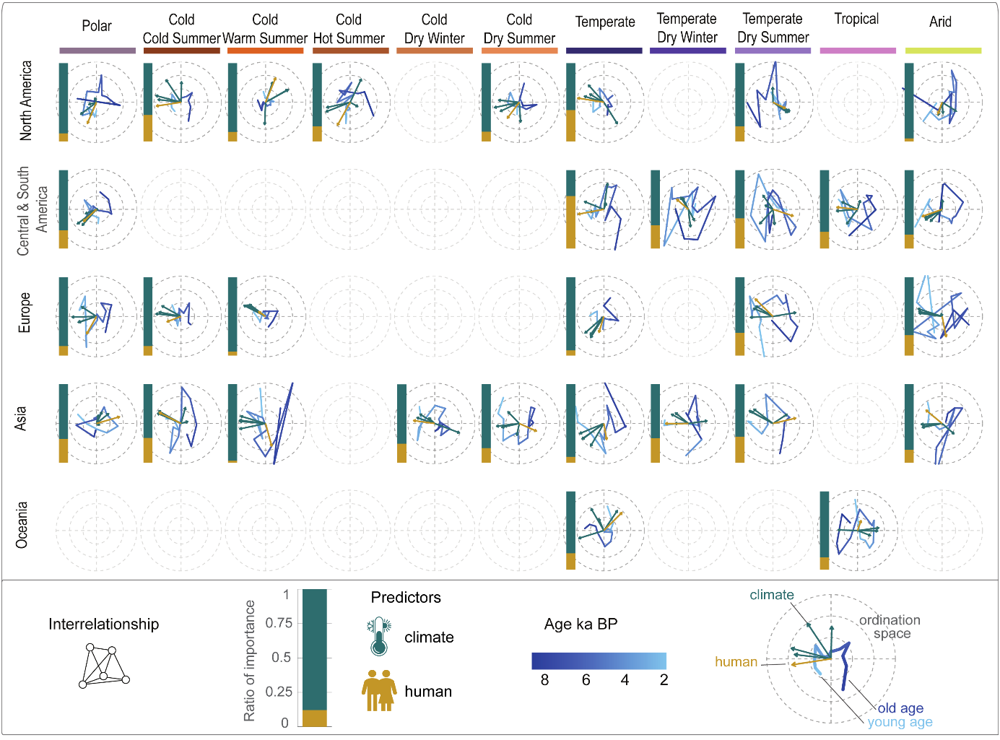 Polar
Cold
Cold Summer
Cold
Warm Summer
Cold
Hot Summer
Cold
Dry Winter
Cold
Dry Summer
Temperate
Temperate
Dry Winter
Temperate
Dry Summer
Tropical
Arid
North America
Central & South
America
Europe
Asia
Oceania
Interrelationship
Ratio of importance
1
0.75
0.5
0.25
0
Predictors
climate
human
Age ka BP
8 6 4 2
climate
ordination
space
human
old age
young age